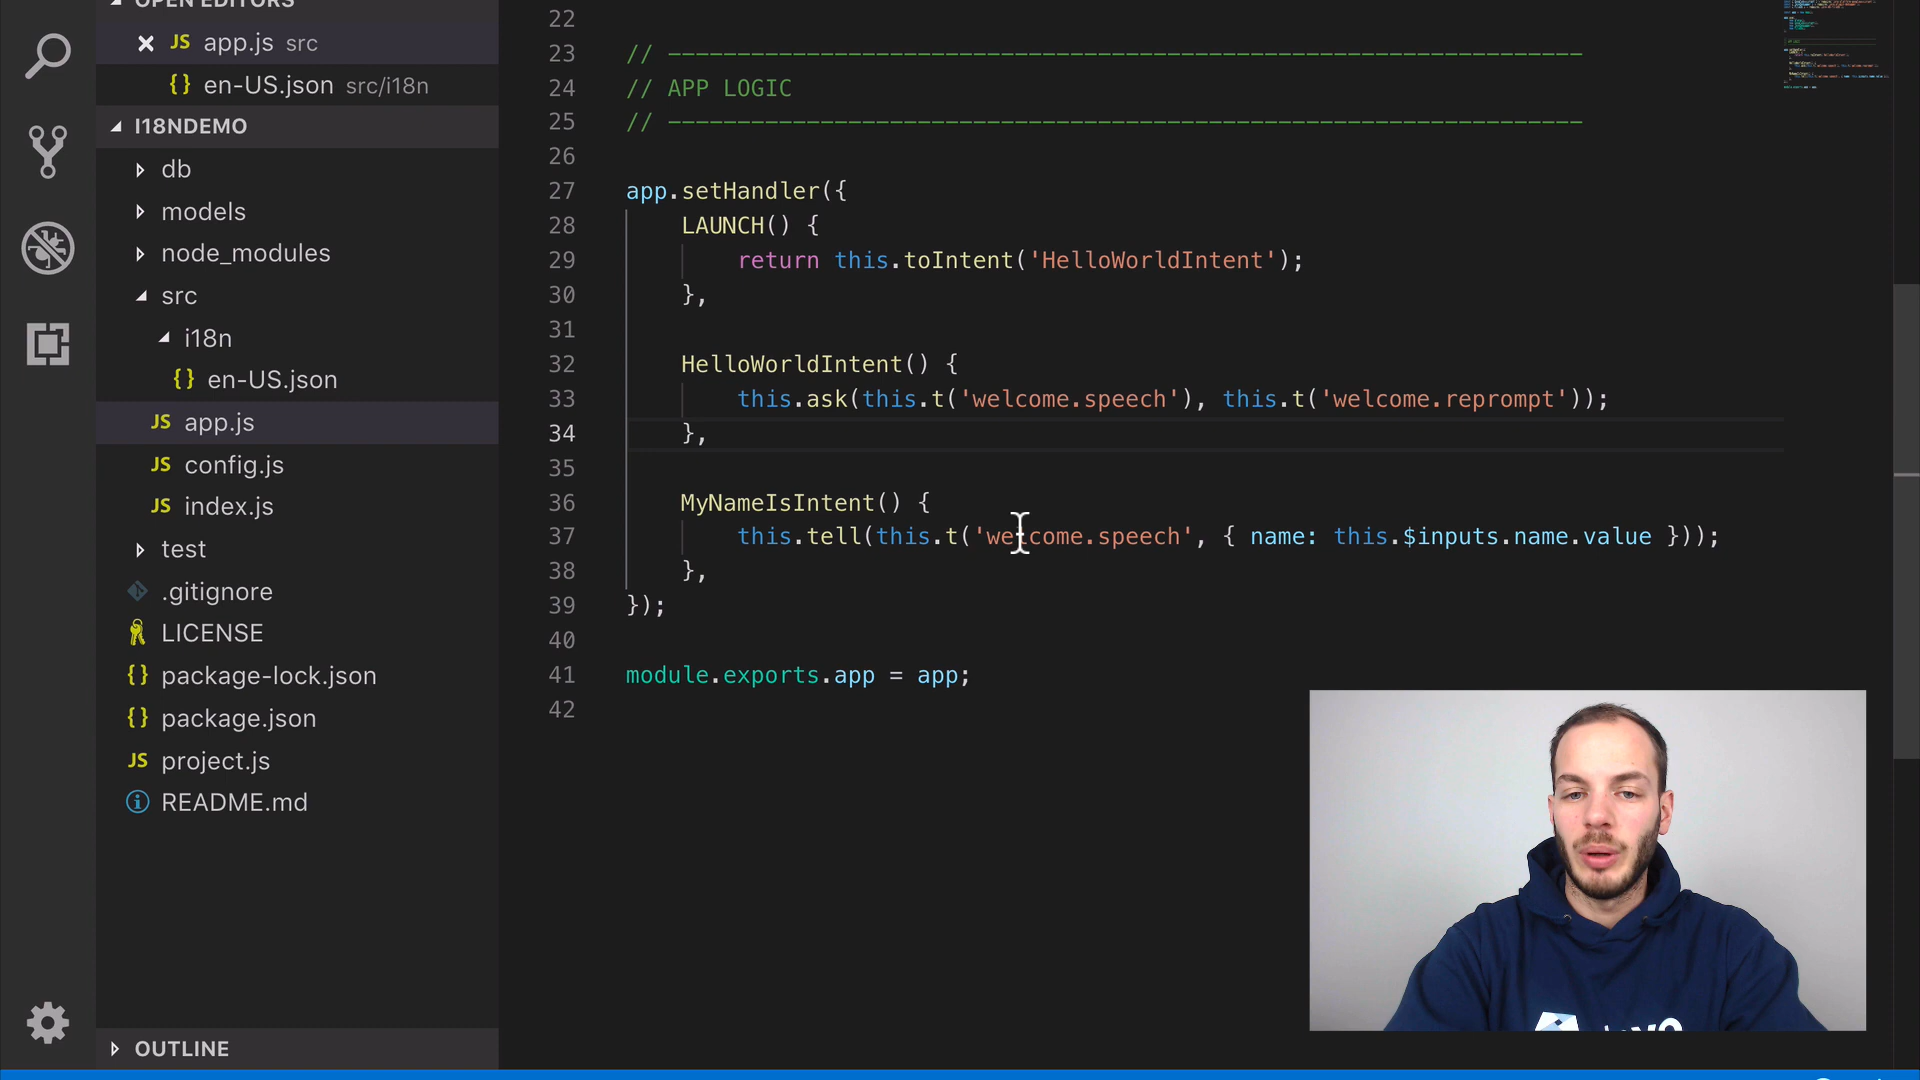 OPEN EDITORS
JS app.js src
{} en-US.json src/i18n
I18NDEMO
db
models
node_modules
src
i18n
{} en-US.json
JS app.js
JS config.js
JS index.js
test
.gitignore
LICENSE
{} package-lock.json
{} package.json
JS project.js
README.md
OUTLINE
22
23 // ------------------------------------------------------------------
24 // APP LOGIC
25 // ------------------------------------------------------------------
26
27 app.setHandler({
28 LAUNCH() {
29 return this.toIntent('HelloWorldIntent');
30 },
31
32 HelloWorldIntent() {
33 this.ask(this.t('welcome.speech'), this.t('welcome.reprompt'));
34 },
35
36 MyNameIsIntent() {
37 this.tell(this.t('welcome.speech', { name: this.$inputs.name.value }));
38 },
39 });
40
41 module.exports.app = app;
42